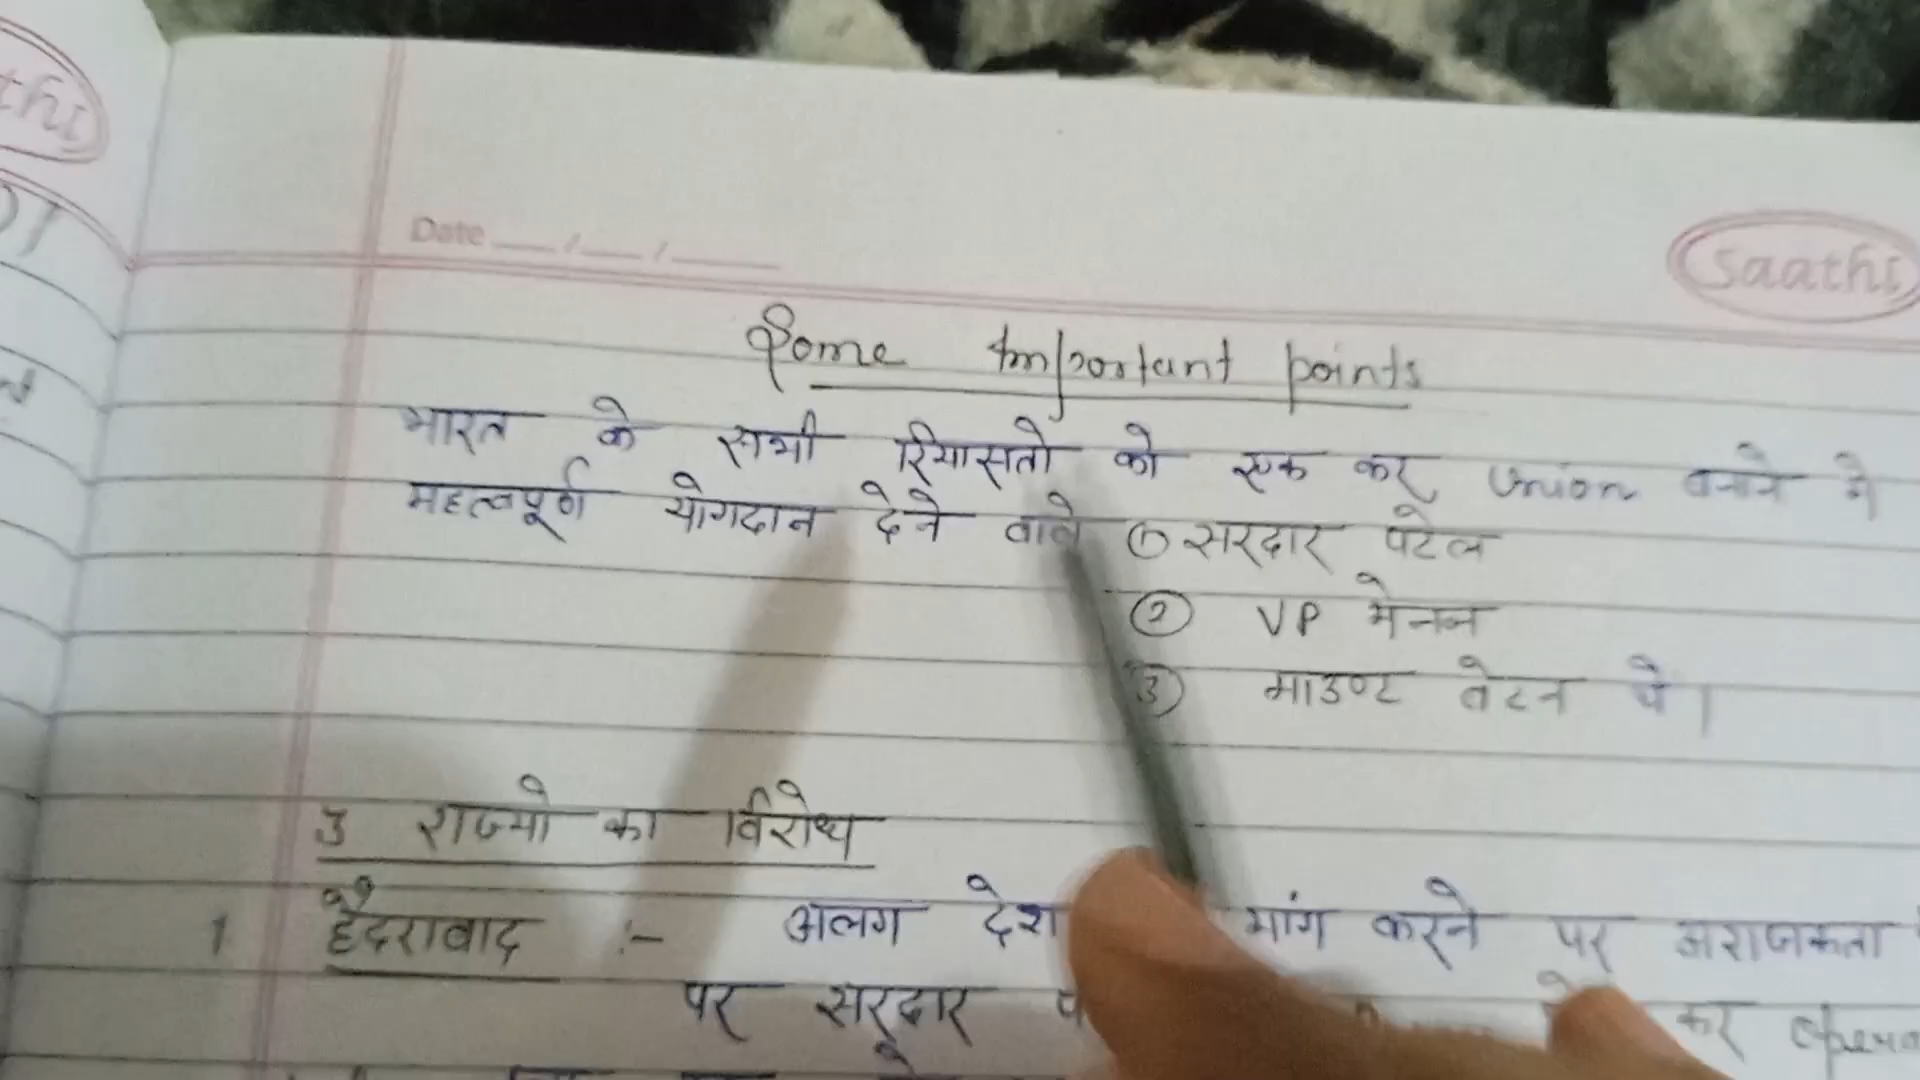 thi
Date
Saathi
Some Important points
भारत के सभी रियासतो को एक कर Union बनाने मे
महत्वपूर्ण योगदान देने वाले ① सरदार पटेल
② VP मेनन
③ माउण्ट बेटन थे।
3 राज्यो का विरोध
1 हैदराबाद :- अलग देश मांग करने पर अराजकता
पर सरदार कर